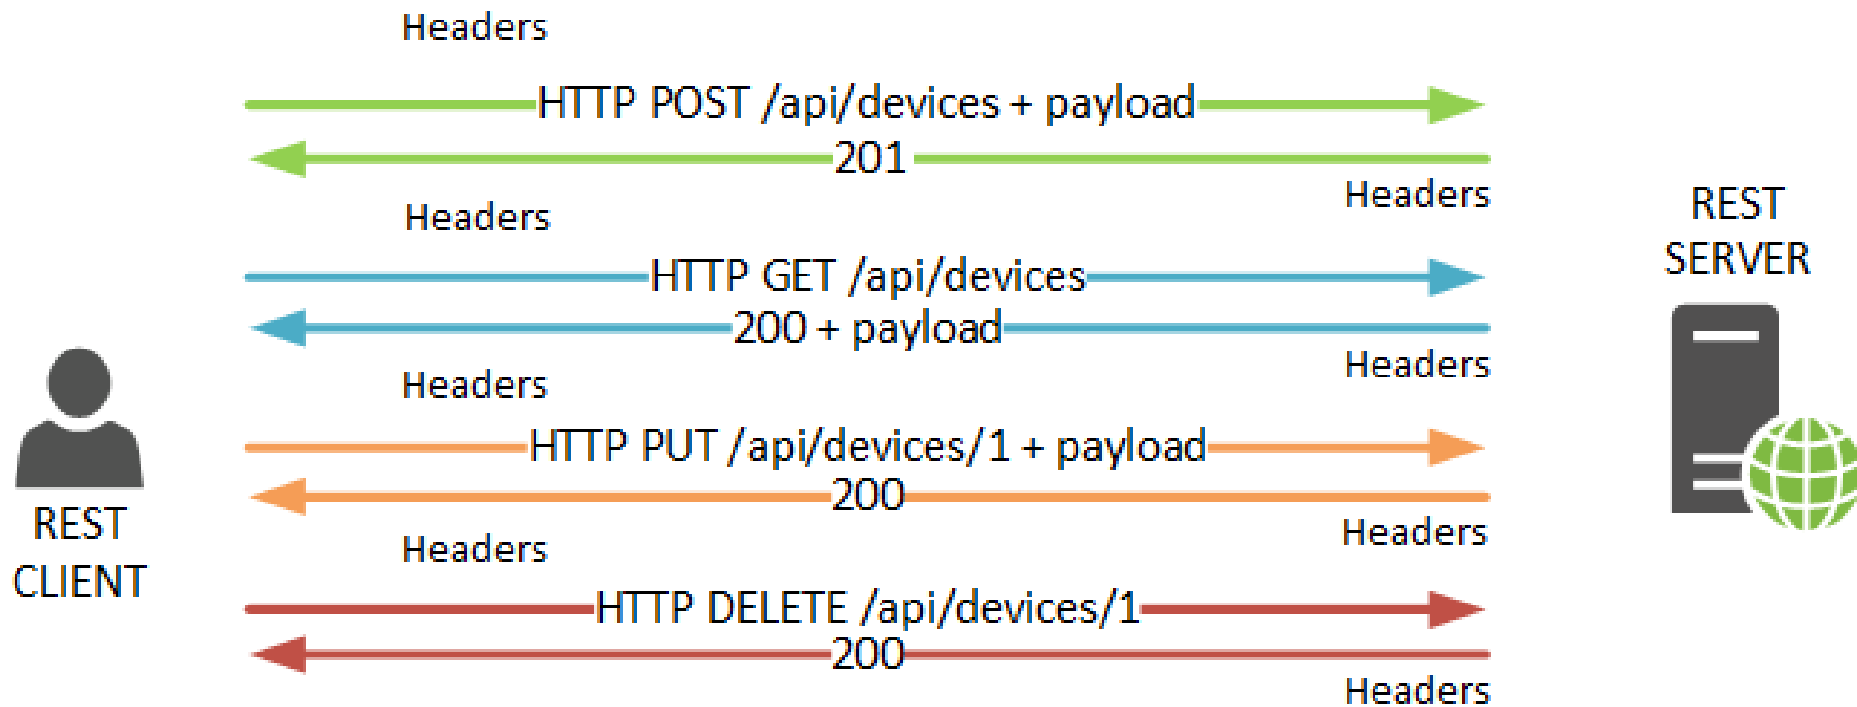 Headers
HTTP POST /api/devices + payload
201
Headers
Headers
HTTP GET /api/devices
200 + payload
Headers
Headers
HTTP PUT /api/devices/1 + payload
200
Headers
Headers
HTTP DELETE /api/devices/1
200
Headers
REST
CLIENT
REST
SERVER